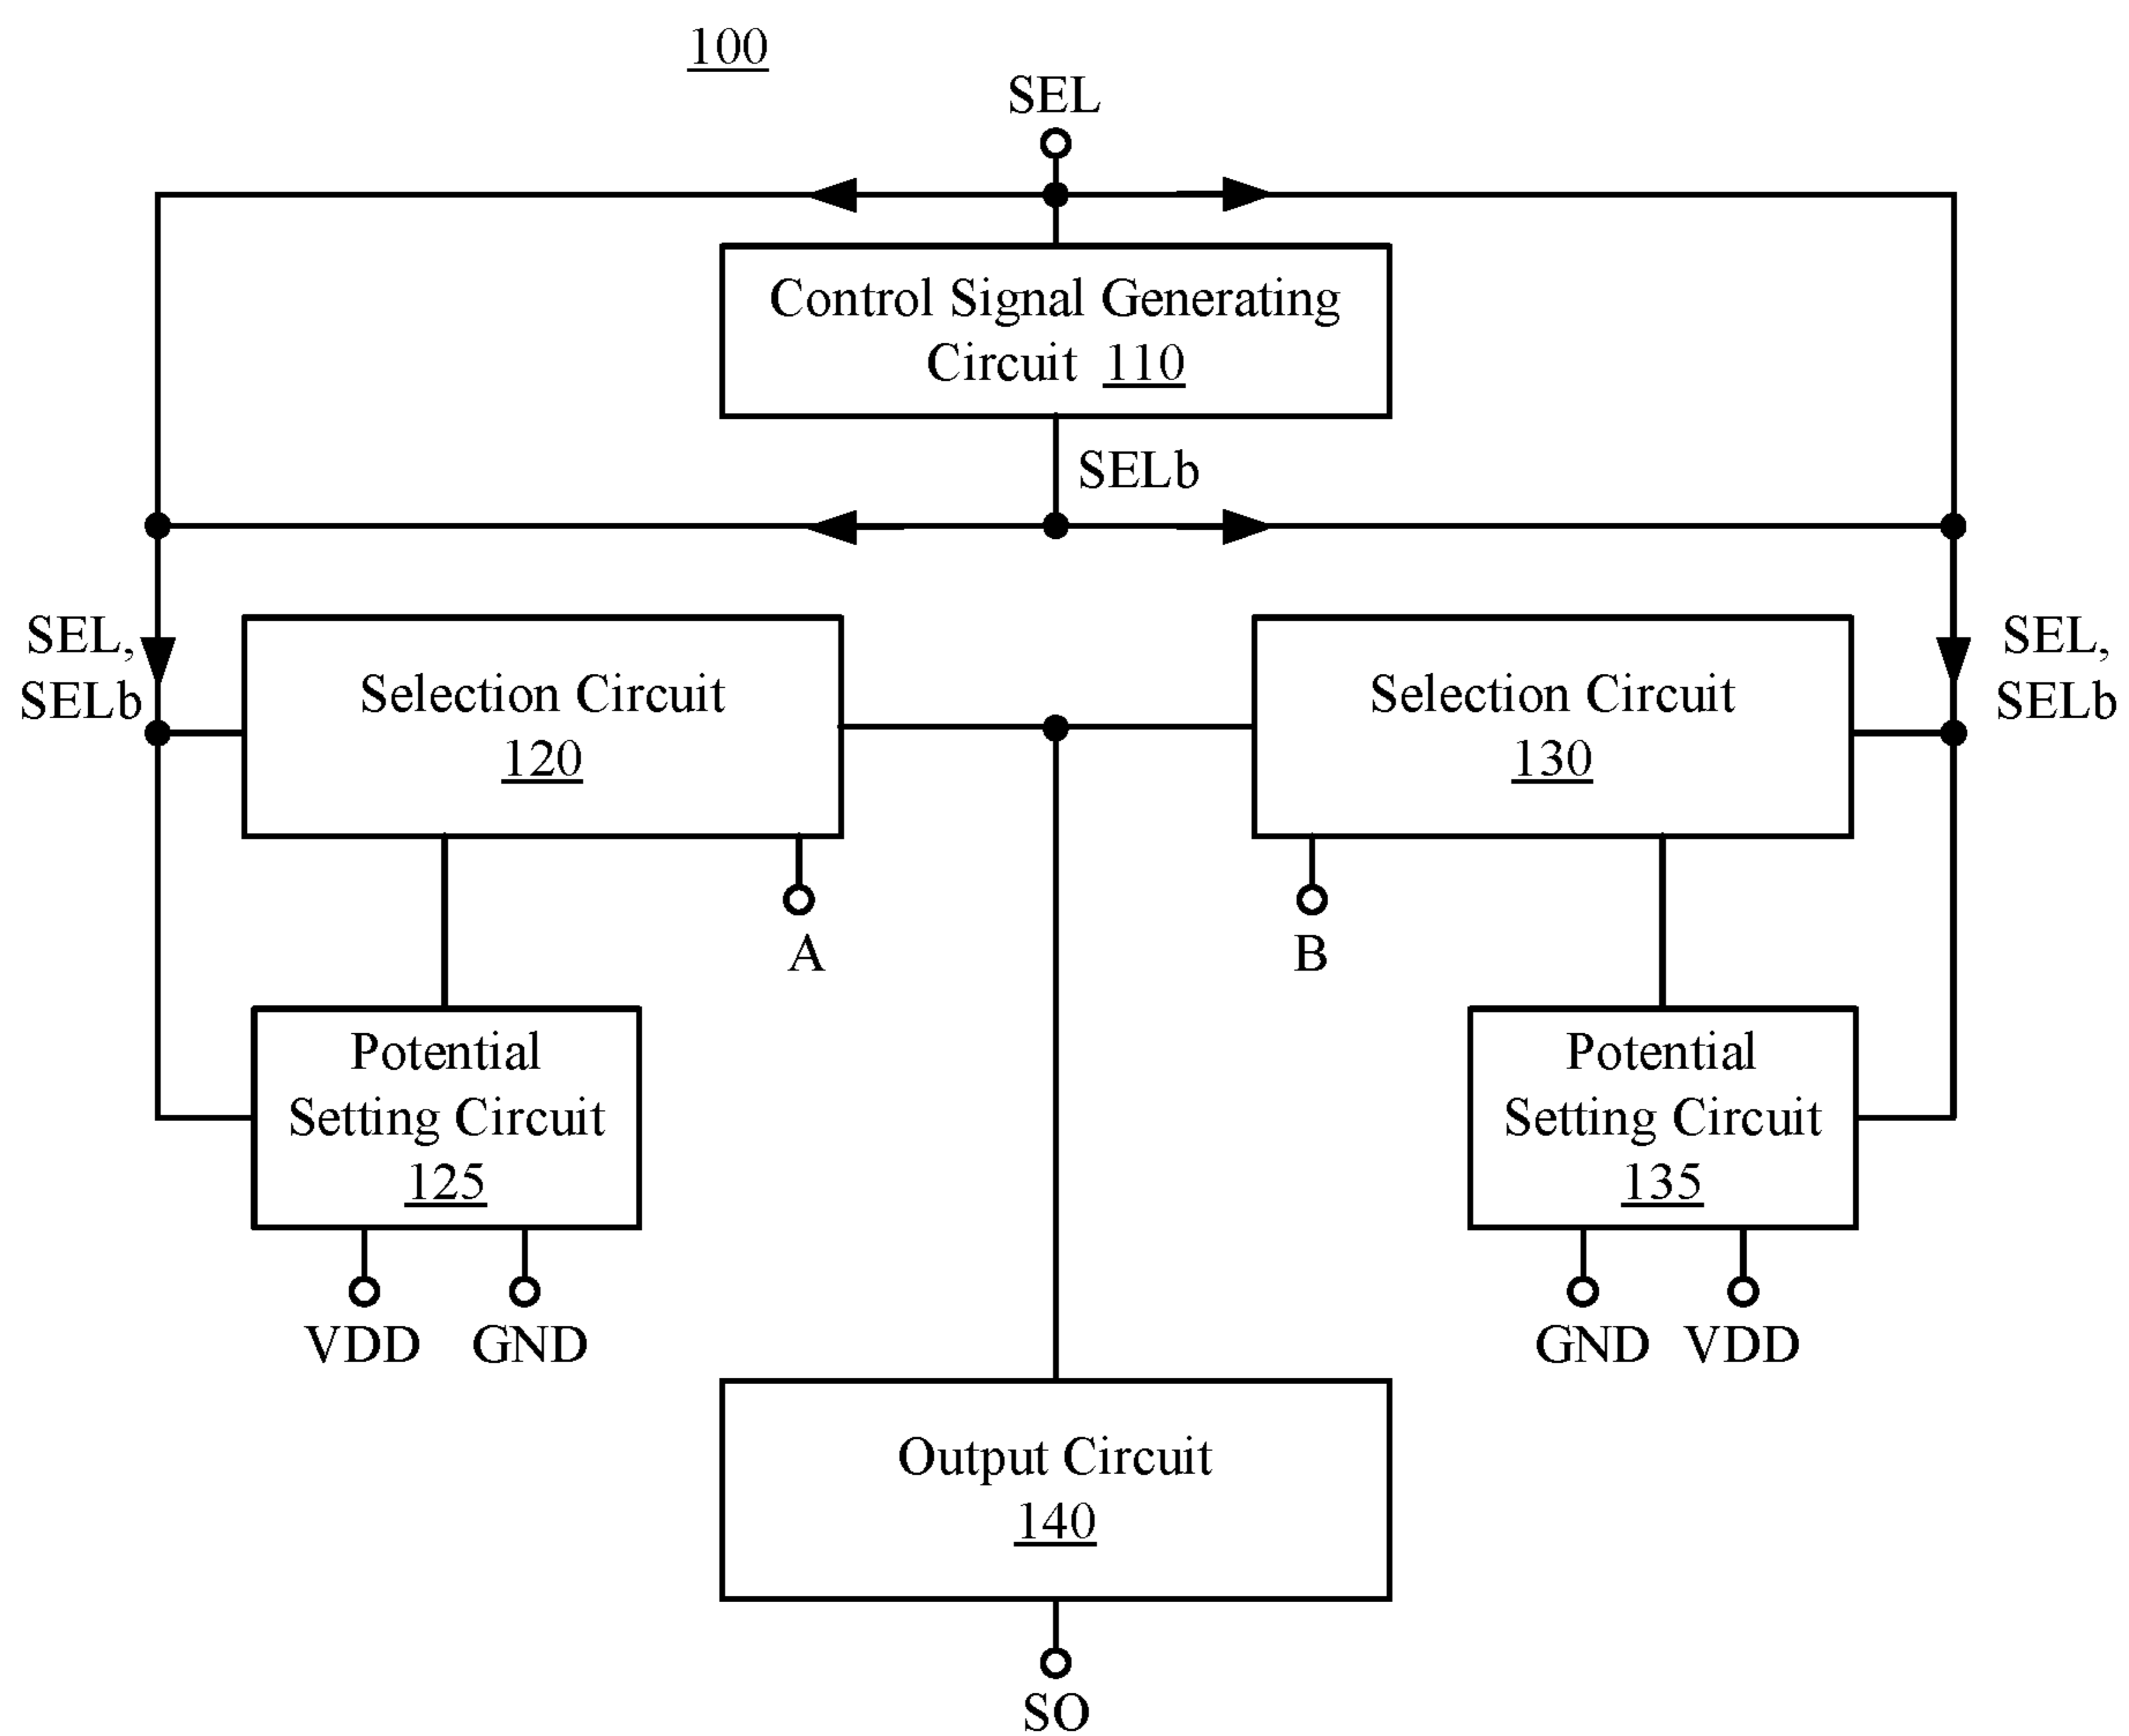 100
SEL
Control Signal Generating
Circuit 110
SELb
SEL,
SELb
Selection Circuit
120
Selection Circuit
130
SEL,
SELb
A
B
Potential
Setting Circuit
125
Potential
Setting Circuit
135
VDD
GND
GND
VDD
Output Circuit
140
SO